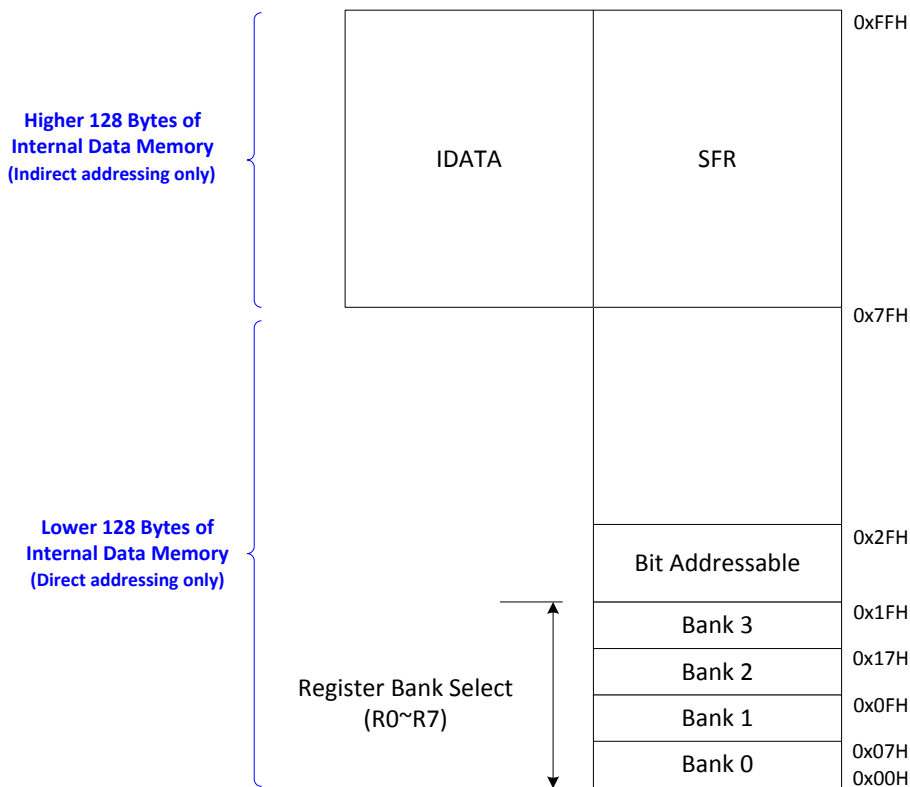 0xFFH
Higher 128 Bytes of
Internal Data Memory
(Indirect addressing only)
IDATA
SFR
0x7FH
Lower 128 Bytes of
Internal Data Memory
(Direct addressing only)
0x2FH
Bit Addressable
0x1FH
Bank 3
0x17H
Bank 2
Register Bank Select
(R0~R7)
0x0FH
Bank 1
0x07H
Bank 0
0x00H